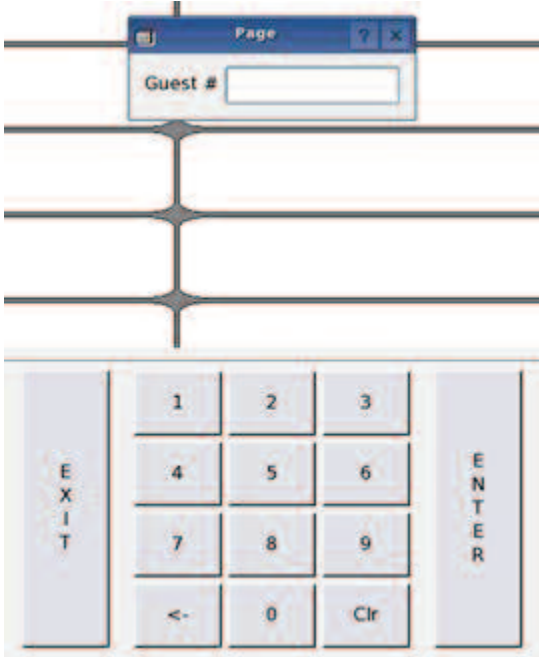 Page ? ×
Guest #
1 2 3
4 5 6
7 8 9
<- 0 Clr
EXIT
ENTER